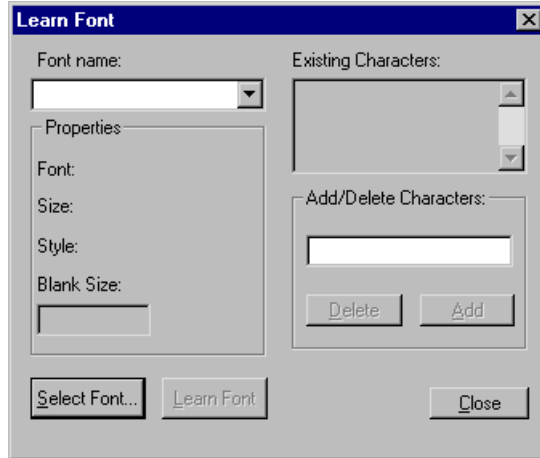 Learn Font
Font name:
Existing Characters:
Properties
Font:
Size:
Style:
Blank Size:
Add/Delete Characters:
Delete
Add
Select Font...
Learn Font
Close